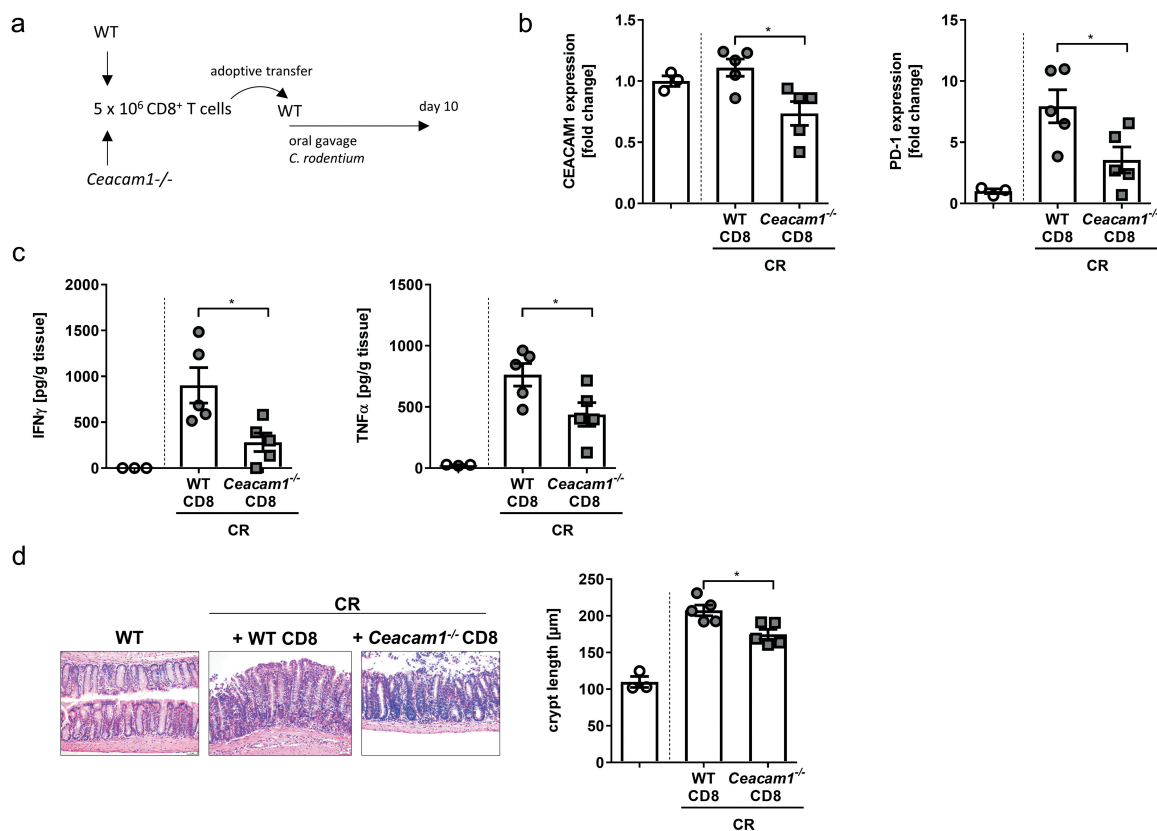 a
WT
adoptive transfer
5 x 10⁶ CD8⁺ T cells
WT
day 10
oral gavage
C. rodentium
Ceacam1-/-
b
CEACAM1 expression
[fold change]
1.5
1.0
0.5
0.0
*
WT
CD8
Ceacam1⁻/⁻
CD8
CR
PD-1 expression
[fold change]
15
10
5
0
*
WT
CD8
Ceacam1⁻/⁻
CD8
CR
c
IFNγ [pg/g tissue]
2000
1500
1000
500
0
*
WT
CD8
Ceacam1⁻/⁻
CD8
CR
TNFα [pg/g tissue]
1500
1000
500
0
*
WT
CD8
Ceacam1⁻/⁻
CD8
CR
d
CR
WT
+ WT CD8
+ Ceacam1⁻/⁻ CD8
crypt length [µm]
250
200
150
100
50
0
*
WT
CD8
Ceacam1⁻/⁻
CD8
CR